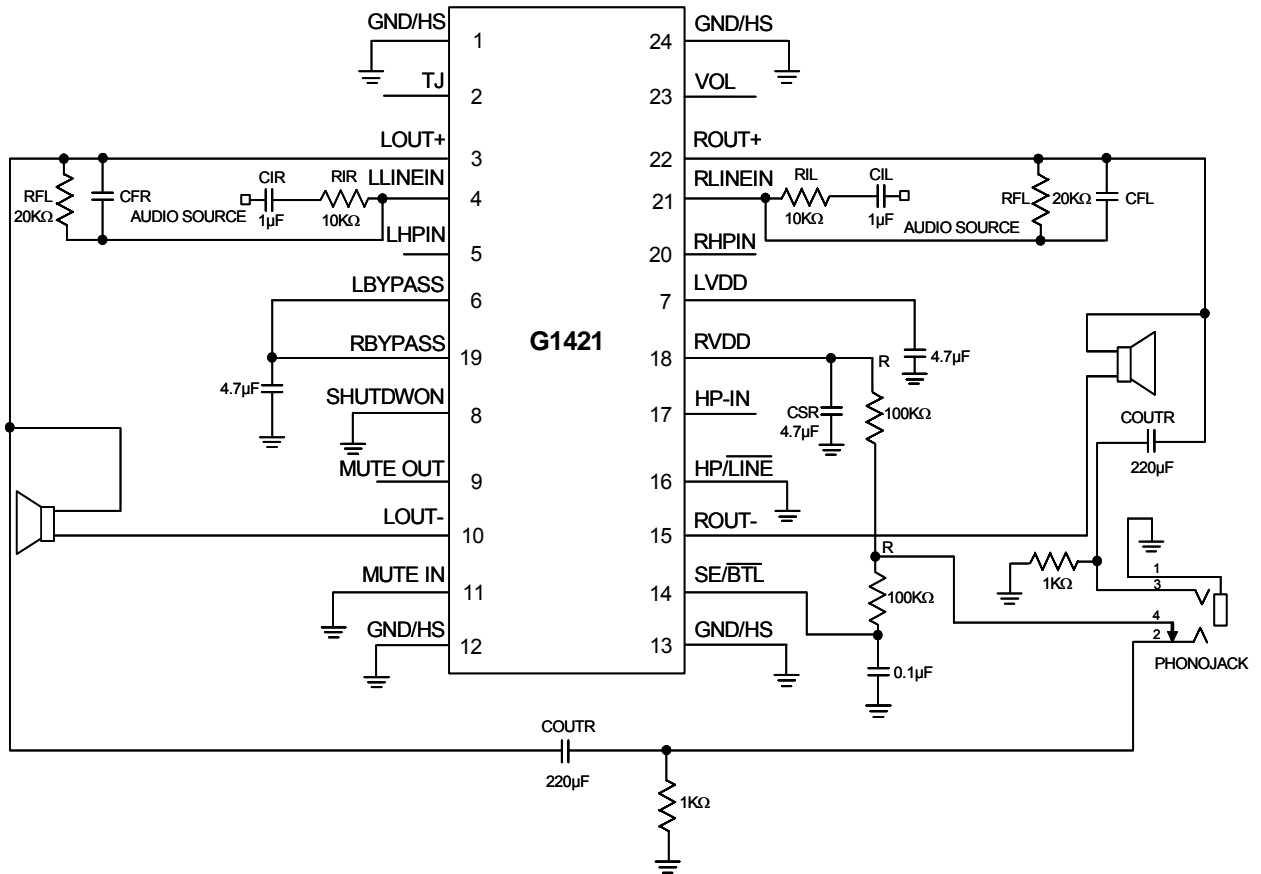 GND/HS
1
TJ
2
LOUT+
3
CIR
RIR
LLINEIN
4
RFL
20KΩ
CFR
AUDIO SOURCE
1µF
10KΩ
LHPIN
5
LBYPASS
6
RBYPASS
19
4.7µF
SHUTDWON
8
MUTE OUT
9
LOUT-
10
MUTE IN
11
GND/HS
12
G1421
24
GND/HS
23
VOL
22
ROUT+
21
RLINEIN
RIL
CIL
10KΩ
1µF
AUDIO SOURCE
RFL
20KΩ
CFL
20
RHPIN
7
LVDD
4.7µF
18
RVDD
R
CSR
4.7µF
100KΩ
17
HP-IN
16
HP/LINE
15
ROUT-
R
14
SE/BTL
100KΩ
13
GND/HS
0.1µF
COUTR
220µF
1KΩ
1
3
4
2
PHONOJACK
COUTR
220µF
1KΩ